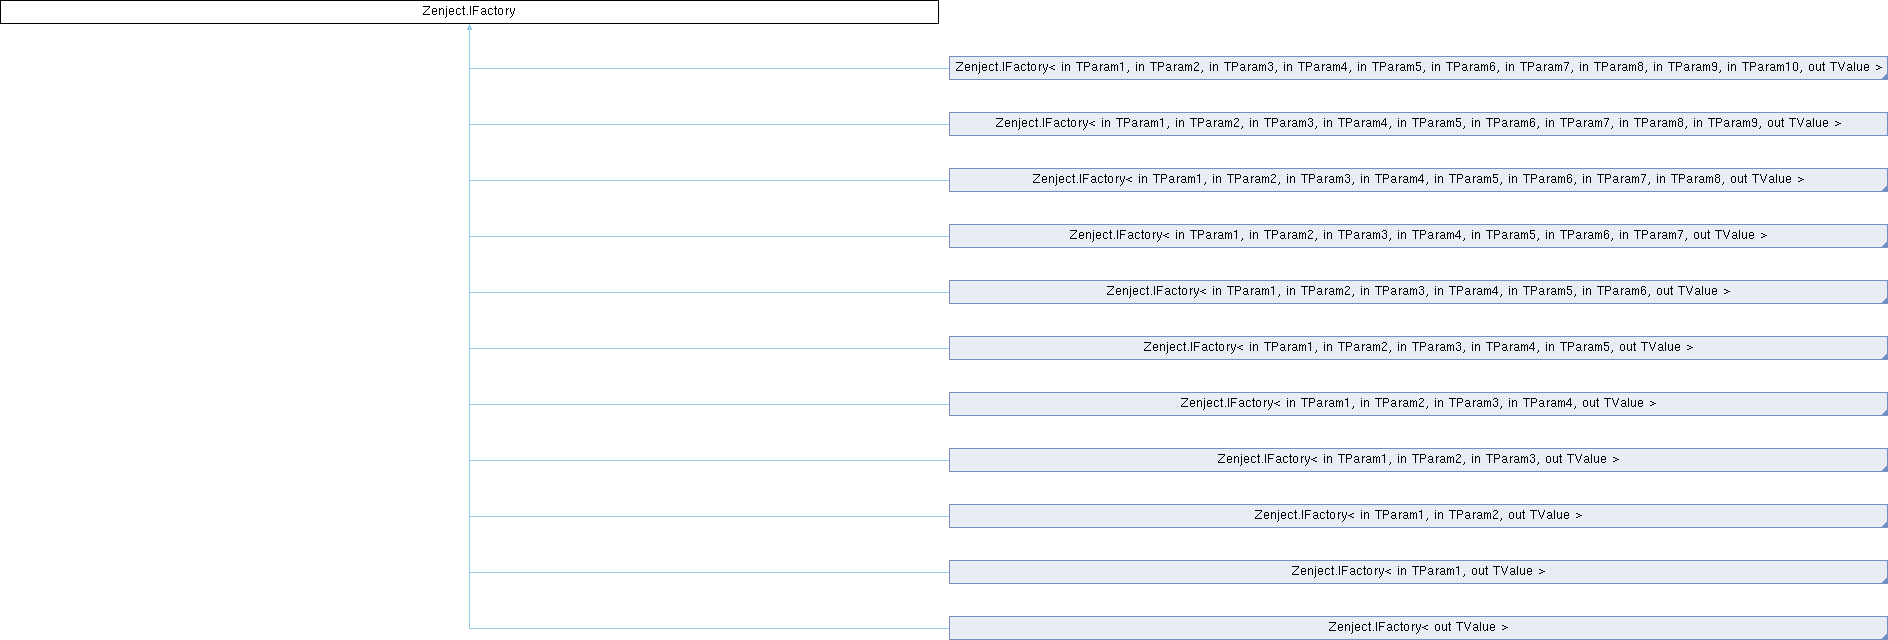 Zenject.IFactory
Zenject.IFactory< in TParam1, in TParam2, in TParam3, in TParam4, in TParam5, in TParam6, in TParam7, in TParam8, in TParam9, in TParam10, out TValue >
Zenject.IFactory< in TParam1, in TParam2, in TParam3, in TParam4, in TParam5, in TParam6, in TParam7, in TParam8, in TParam9, out TValue >
Zenject.IFactory< in TParam1, in TParam2, in TParam3, in TParam4, in TParam5, in TParam6, in TParam7, in TParam8, out TValue >
Zenject.IFactory< in TParam1, in TParam2, in TParam3, in TParam4, in TParam5, in TParam6, in TParam7, out TValue >
Zenject.IFactory< in TParam1, in TParam2, in TParam3, in TParam4, in TParam5, in TParam6, out TValue >
Zenject.IFactory< in TParam1, in TParam2, in TParam3, in TParam4, in TParam5, out TValue >
Zenject.IFactory< in TParam1, in TParam2, in TParam3, in TParam4, out TValue >
Zenject.IFactory< in TParam1, in TParam2, in TParam3, out TValue >
Zenject.IFactory< in TParam1, in TParam2, out TValue >
Zenject.IFactory< in TParam1, out TValue >
Zenject.IFactory< out TValue >